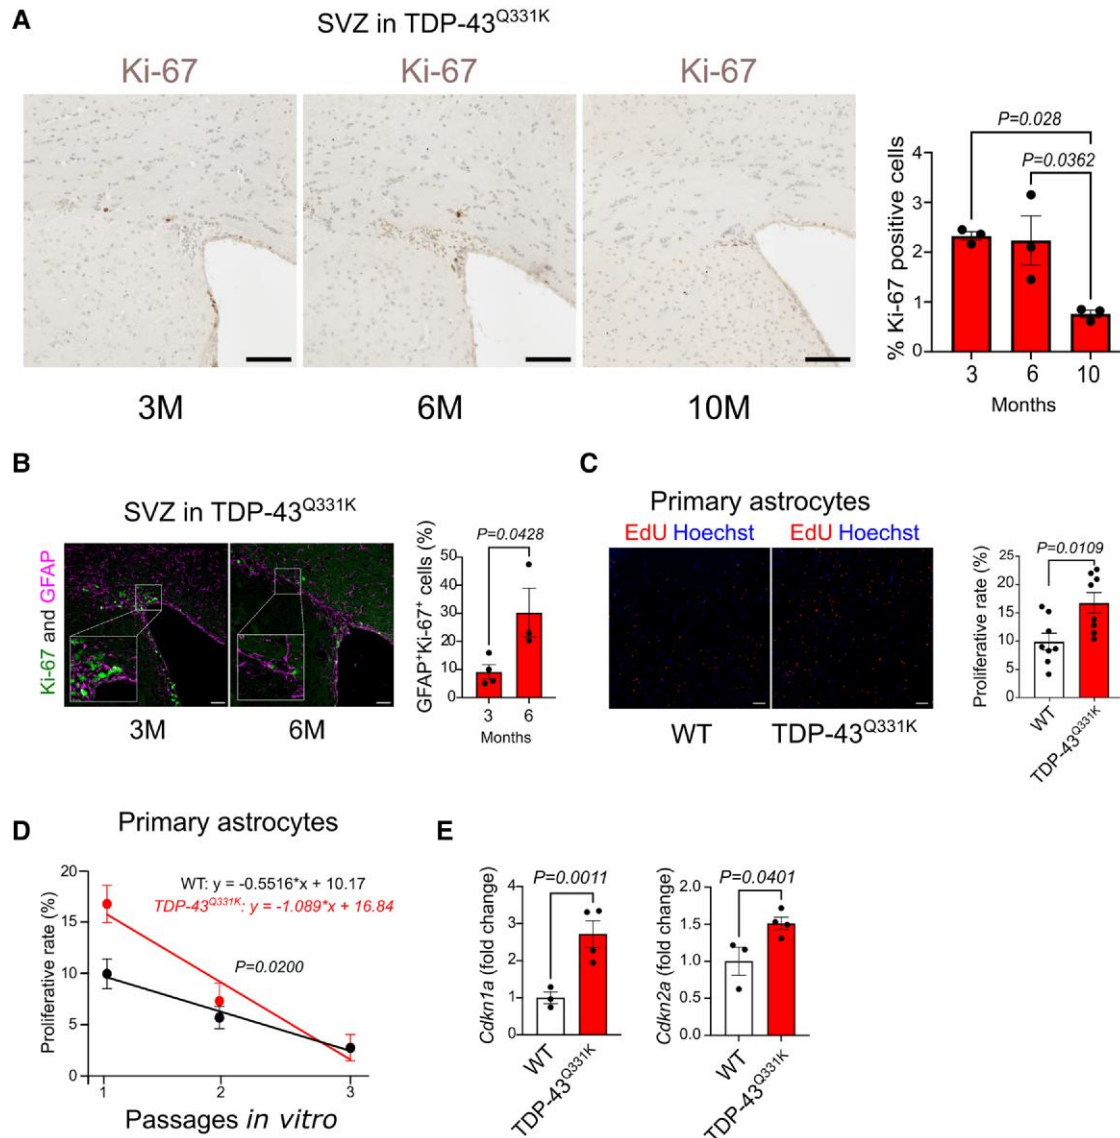 A
SVZ in TDP-43Q331K
Ki-67
Ki-67
Ki-67
3M
6M
10M
P=0.028
P=0.0362
% Ki-67 positive cells
4
3
2
1
0
3
6
10
Months
B
SVZ in TDP-43Q331K
Ki-67 and GFAP
3M
6M
P=0.0428
GFAP+Ki-67+ cells (%)
50
40
30
20
10
0
3
6
Months
C
Primary astrocytes
EdU Hoechst
EdU Hoechst
WT
TDP-43Q331K
P=0.0109
Proliferative rate (%)
25
20
15
10
5
0
WT
TDP-43Q331K
D
Primary astrocytes
Proliferative rate (%)
20
15
10
5
0
WT: y = -0.5516*x + 10.17
TDP-43Q331K: y = -1.089*x + 16.84
P=0.0200
1
2
3
Passages in vitro
E
P=0.0011
Cdkn1a (fold change)
4
3
2
1
0
WT
TDP-43Q331K
P=0.0401
Cdkn2a (fold change)
2.0
1.5
1.0
0.5
0.0
WT
TDP-43Q331K